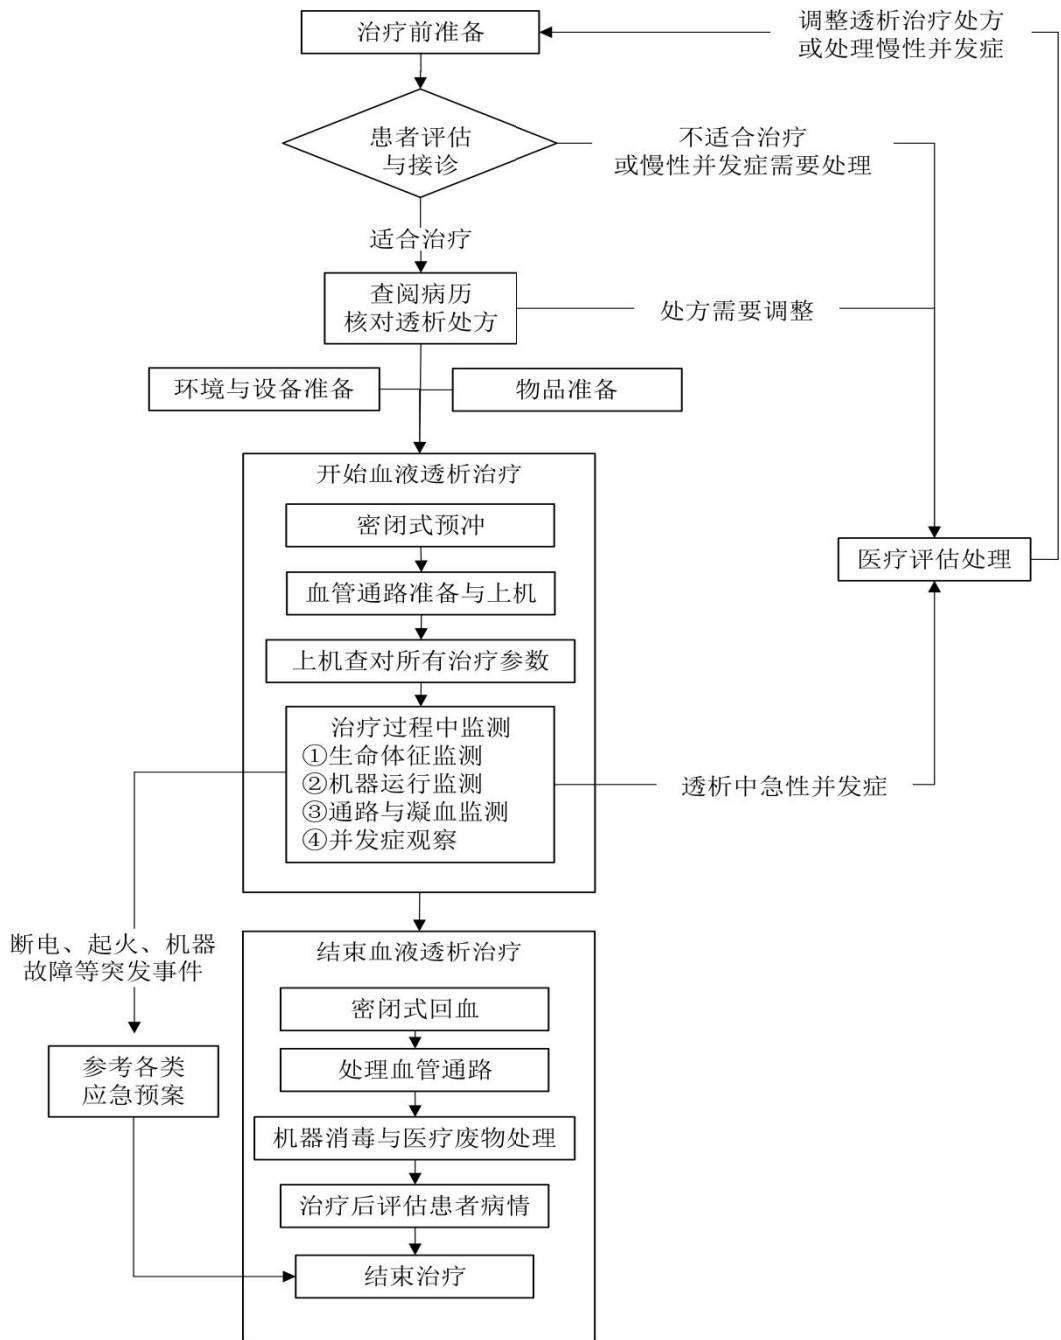 治疗前准备
调整透析治疗处方
或处理慢性并发症
患者评估
与接诊
不适合治疗
或慢性并发症需要处理
适合治疗
查阅病历
核对透析处方
处方需要调整
环境与设备准备
物品准备
开始血液透析治疗
密闭式预冲
医疗评估处理
血管通路准备与上机
上机查对所有治疗参数
治疗过程中监测
①生命体征监测
②机器运行监测
③通路与凝血监测
④并发症观察
透析中急性并发症
断电、起火、机器
故障等突发事件
结束血液透析治疗
密闭式回血
参考各类
应急预案
处理血管通路
机器消毒与医疗废物处理
治疗后评估患者病情
结束治疗